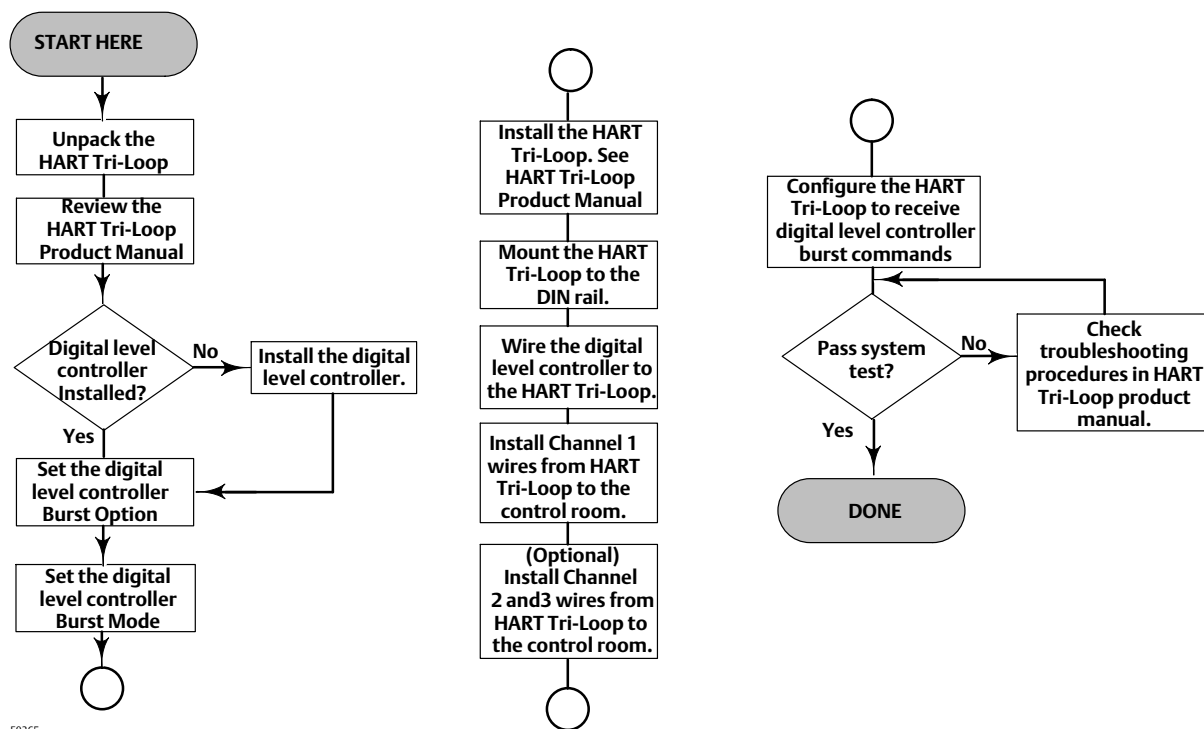 START HERE
Unpack the
HART Tri-Loop
Review the
HART Tri-Loop
Product Manual
Digital level
controller
Installed?
No
Install the digital
level controller.
Yes
Set the digital
level controller
Burst Option
Set the digital
level controller
Burst Mode
Install the HART
Tri-Loop. See
HART Tri-Loop
Product Manual
Mount the HART
Tri-Loop to the
DIN rail.
Wire the digital
level controller to
the HART Tri-Loop.
Install Channel 1
wires from HART
Tri-Loop to the
control room.
(Optional)
Install Channel
2 and3 wires from
HART Tri-Loop to
the control room.
Configure the HART
Tri-Loop to receive
digital level controller
burst commands
Pass system
test?
No
Check
troubleshooting
procedures in HART
Tri-Loop product
manual.
Yes
DONE